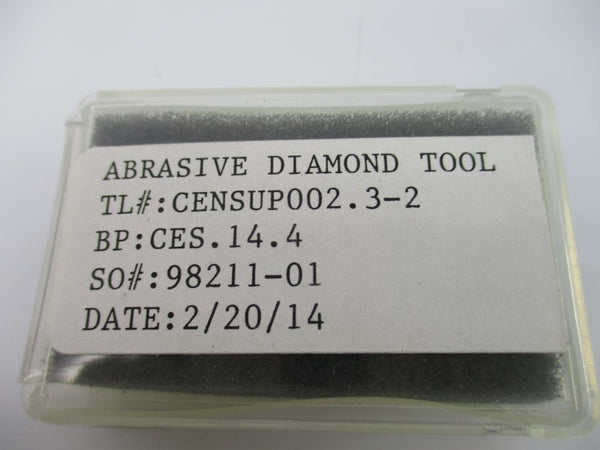 ABRASIVE DIAMOND TOOL
TL#:CENSUP002.3-2
BP:CES.14.4
SO#:98211-01
DATE:2/20/14